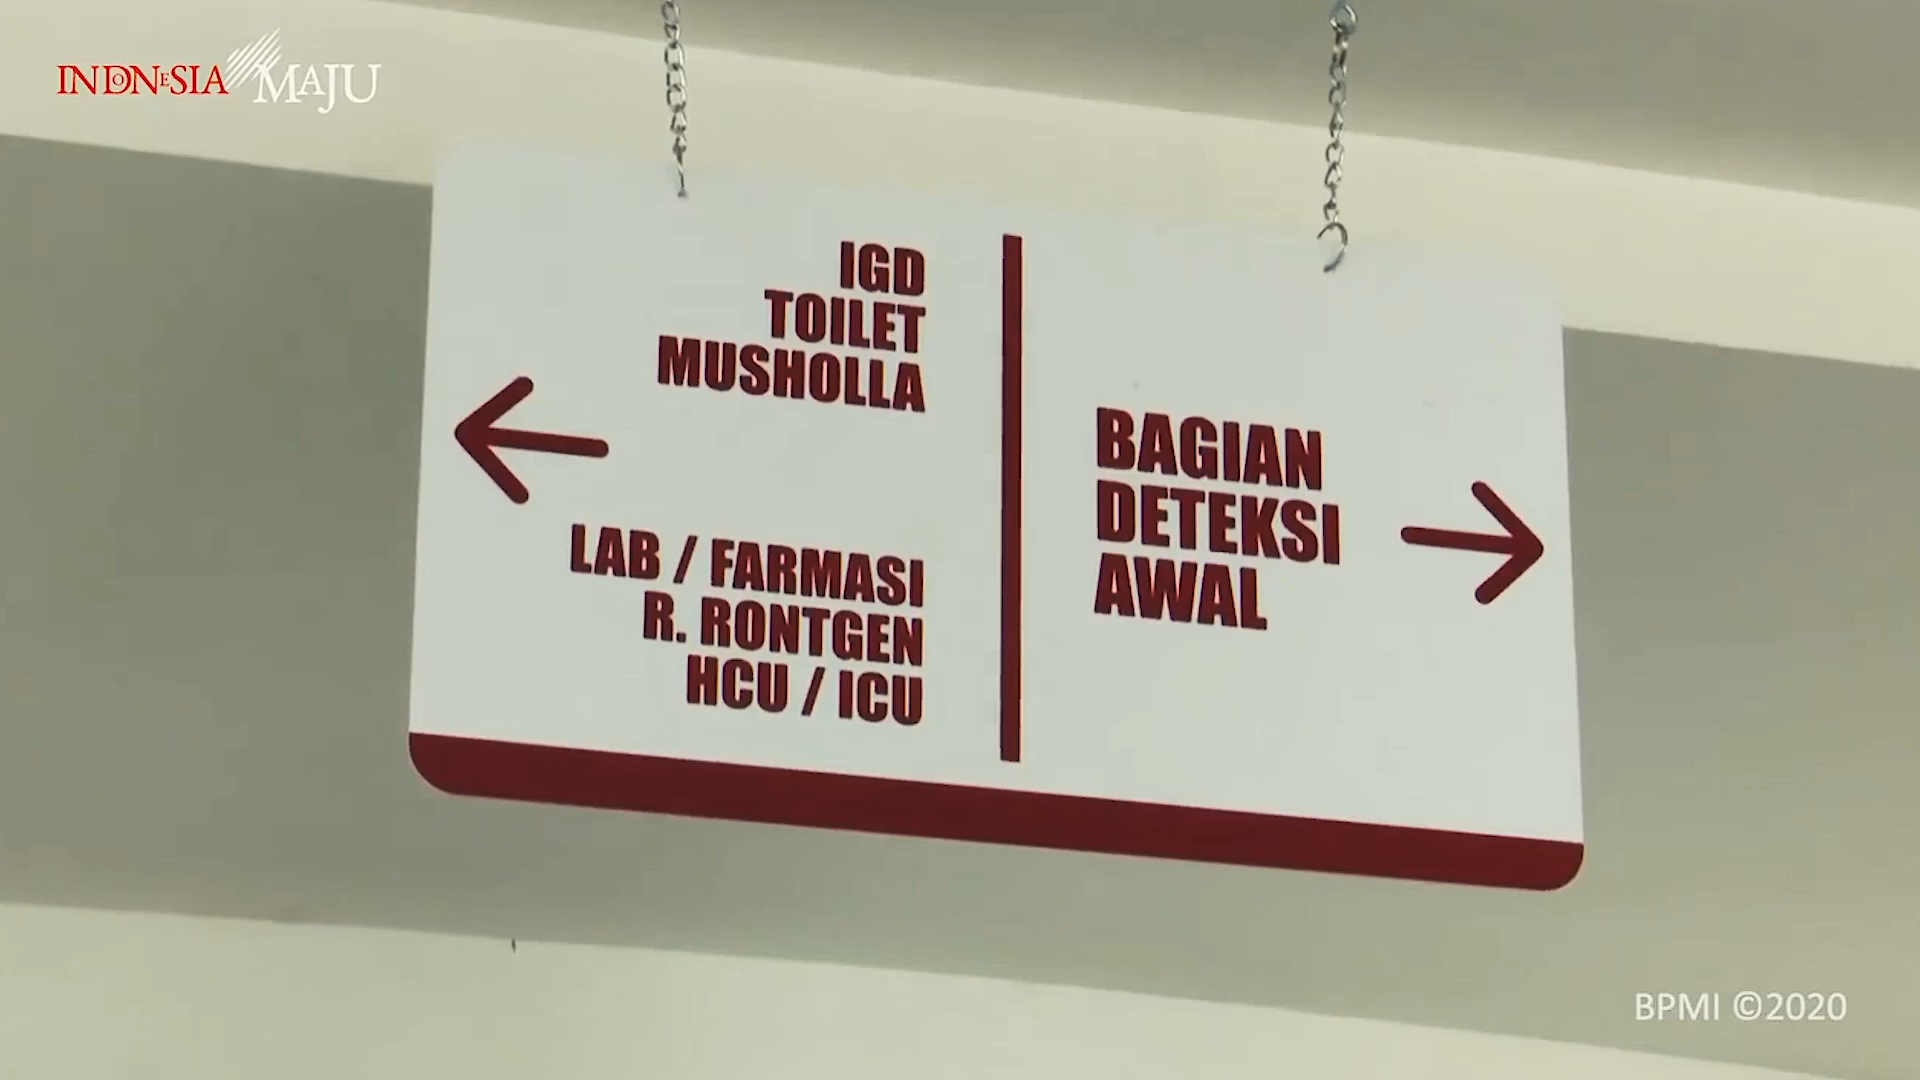 INDONESIA MAJU
IGD
TOILET
MUSHOLLA
LAB / FARMASI
R. RONTGEN
HCU / ICU
BAGIAN
DETEKSI
AWAL
BPMI ©2020